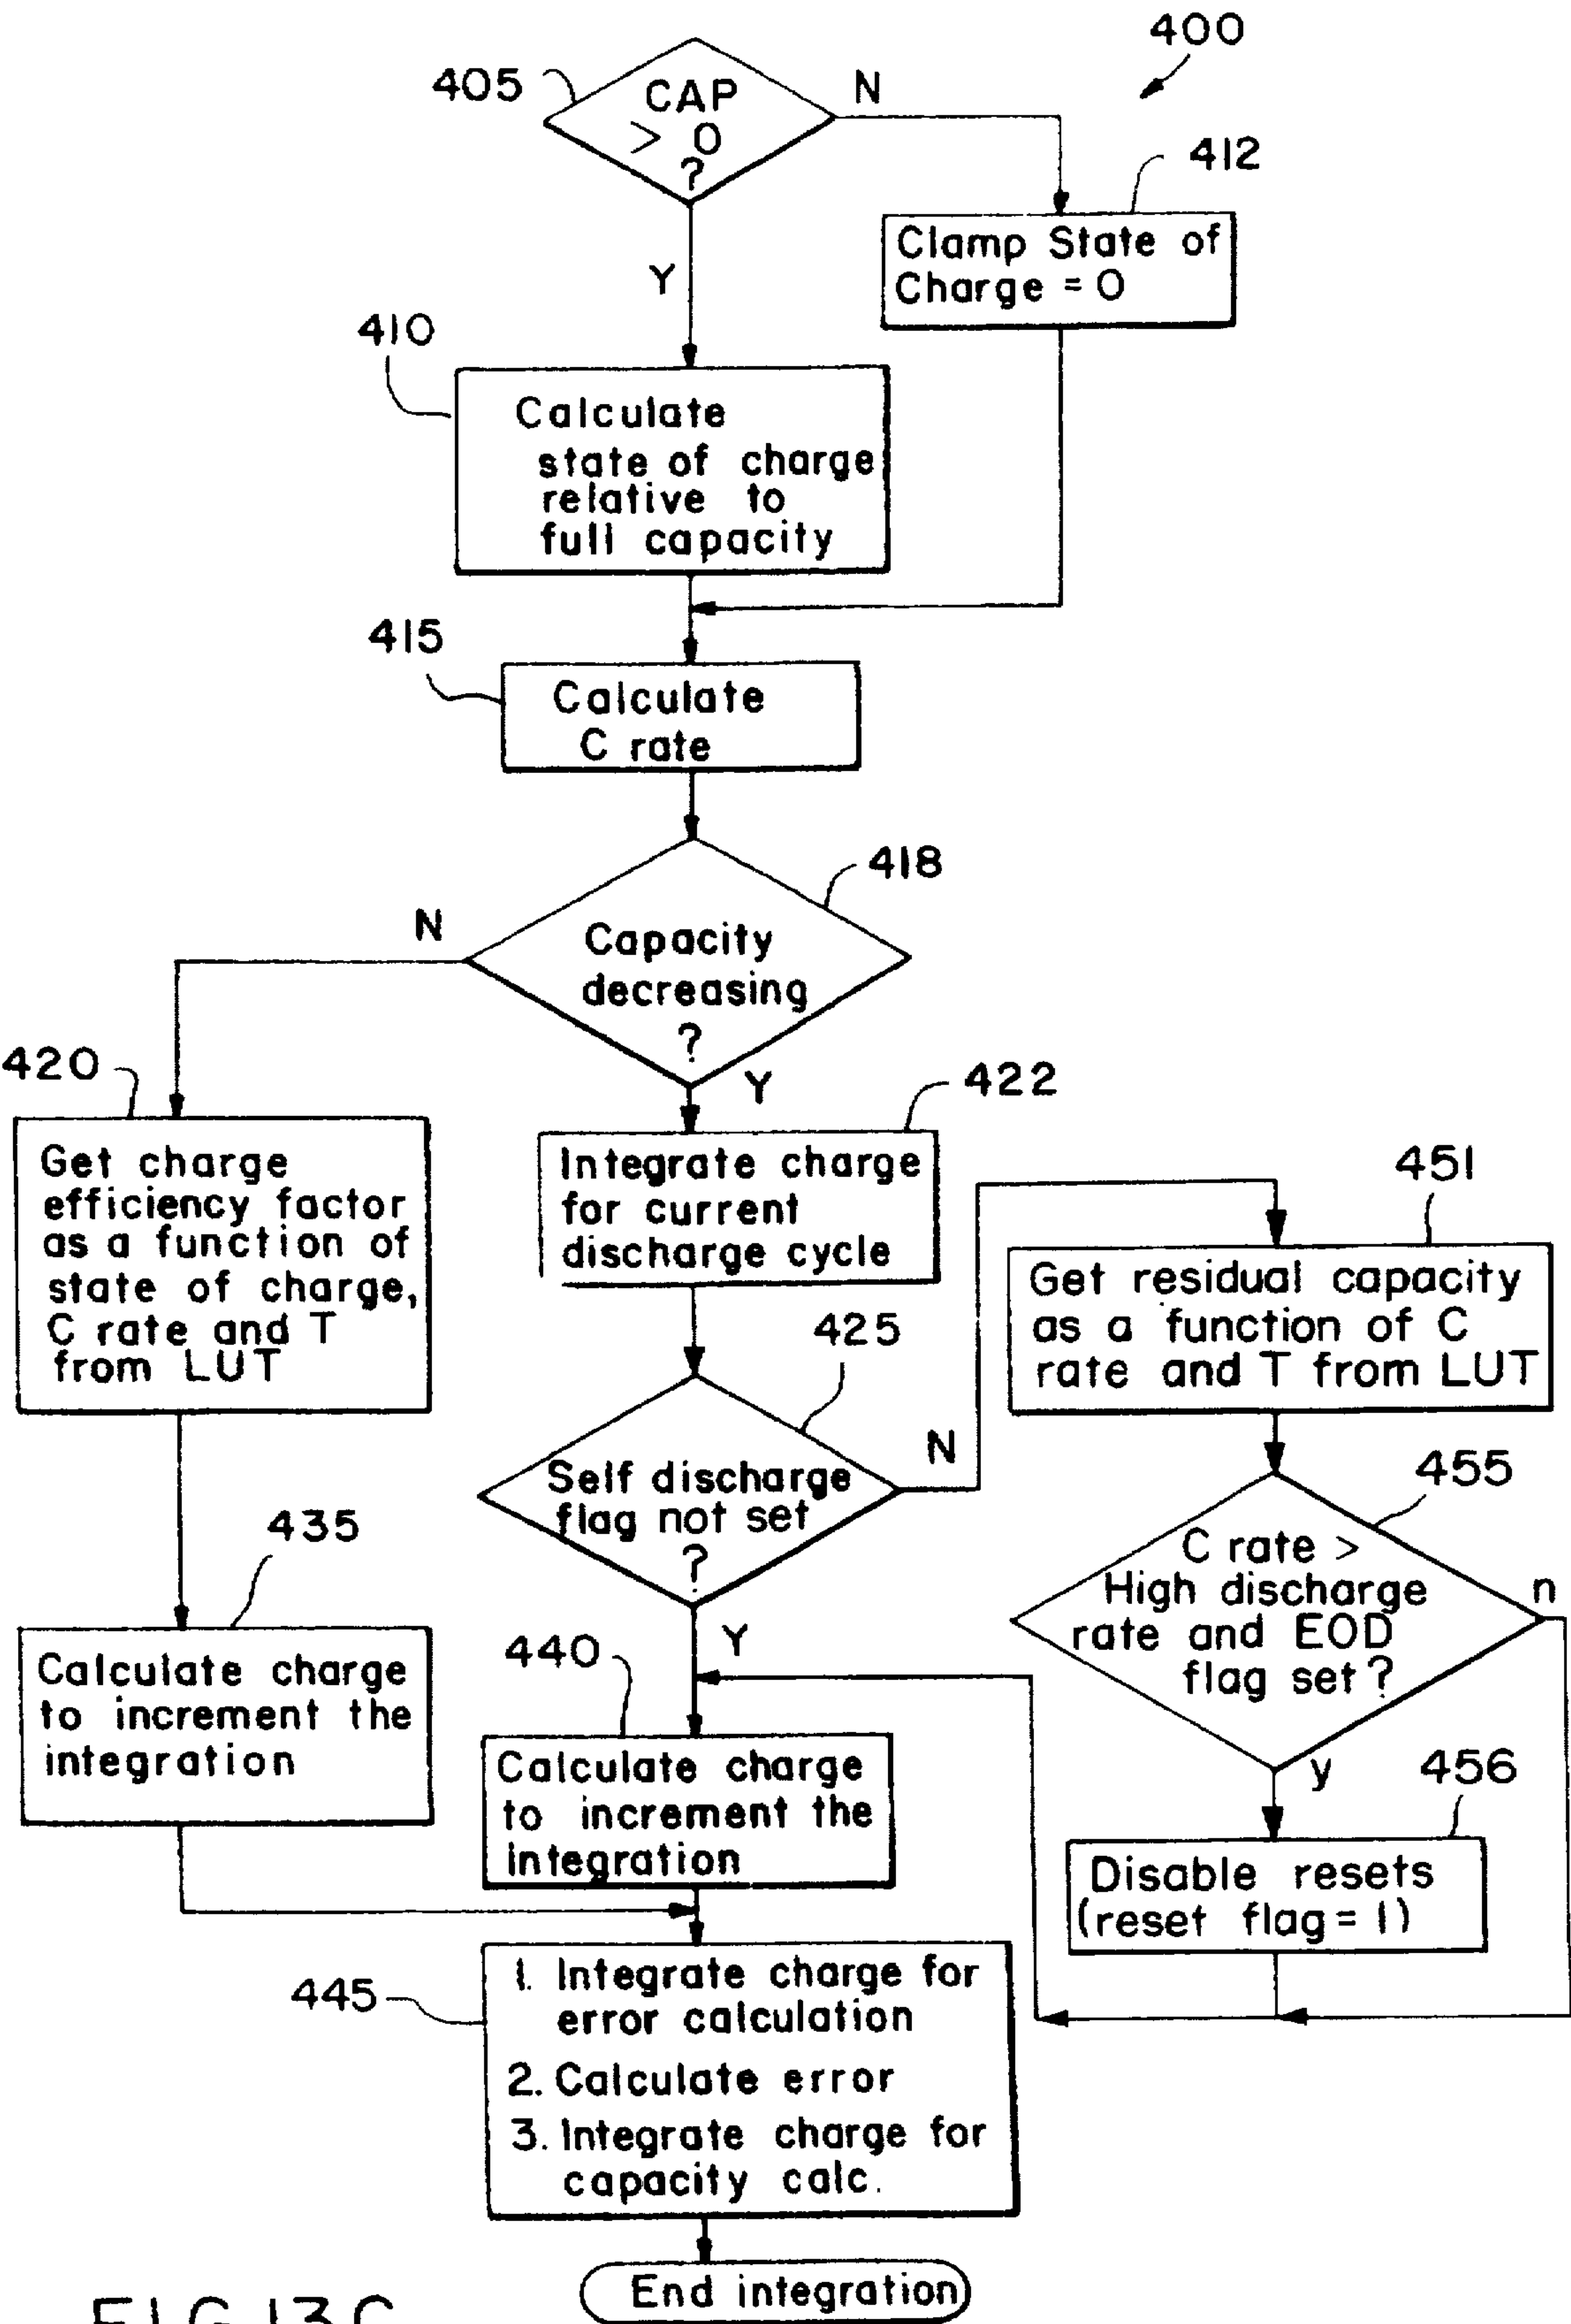 400
405
CAP
> 0
?
N
412
Clamp State of
Charge = 0
Y
410
Calculate
state of charge
relative to
full capacity
415
Calculate
C rate
418
N
Capacity
decreasing
?
Y
420
Get charge
efficiency factor
as a function of
state of charge,
C rate and T
from LUT
422
Integrate charge
for current
discharge cycle
451
Get residual capacity
as a function of C
rate and T from LUT
425
N
Self discharge
flag not set
?
Y
455
C rate >
High discharge
rate and EOD
flag set?
n
y
435
Calculate charge
to increment the
integration
440
Calculate charge
to increment the
integration
456
Disable resets
(reset flag = 1)
445
1. Integrate charge for
error calculation
2. Calculate error
3. Integrate charge for
capacity calc.
End integration
FIG.13C